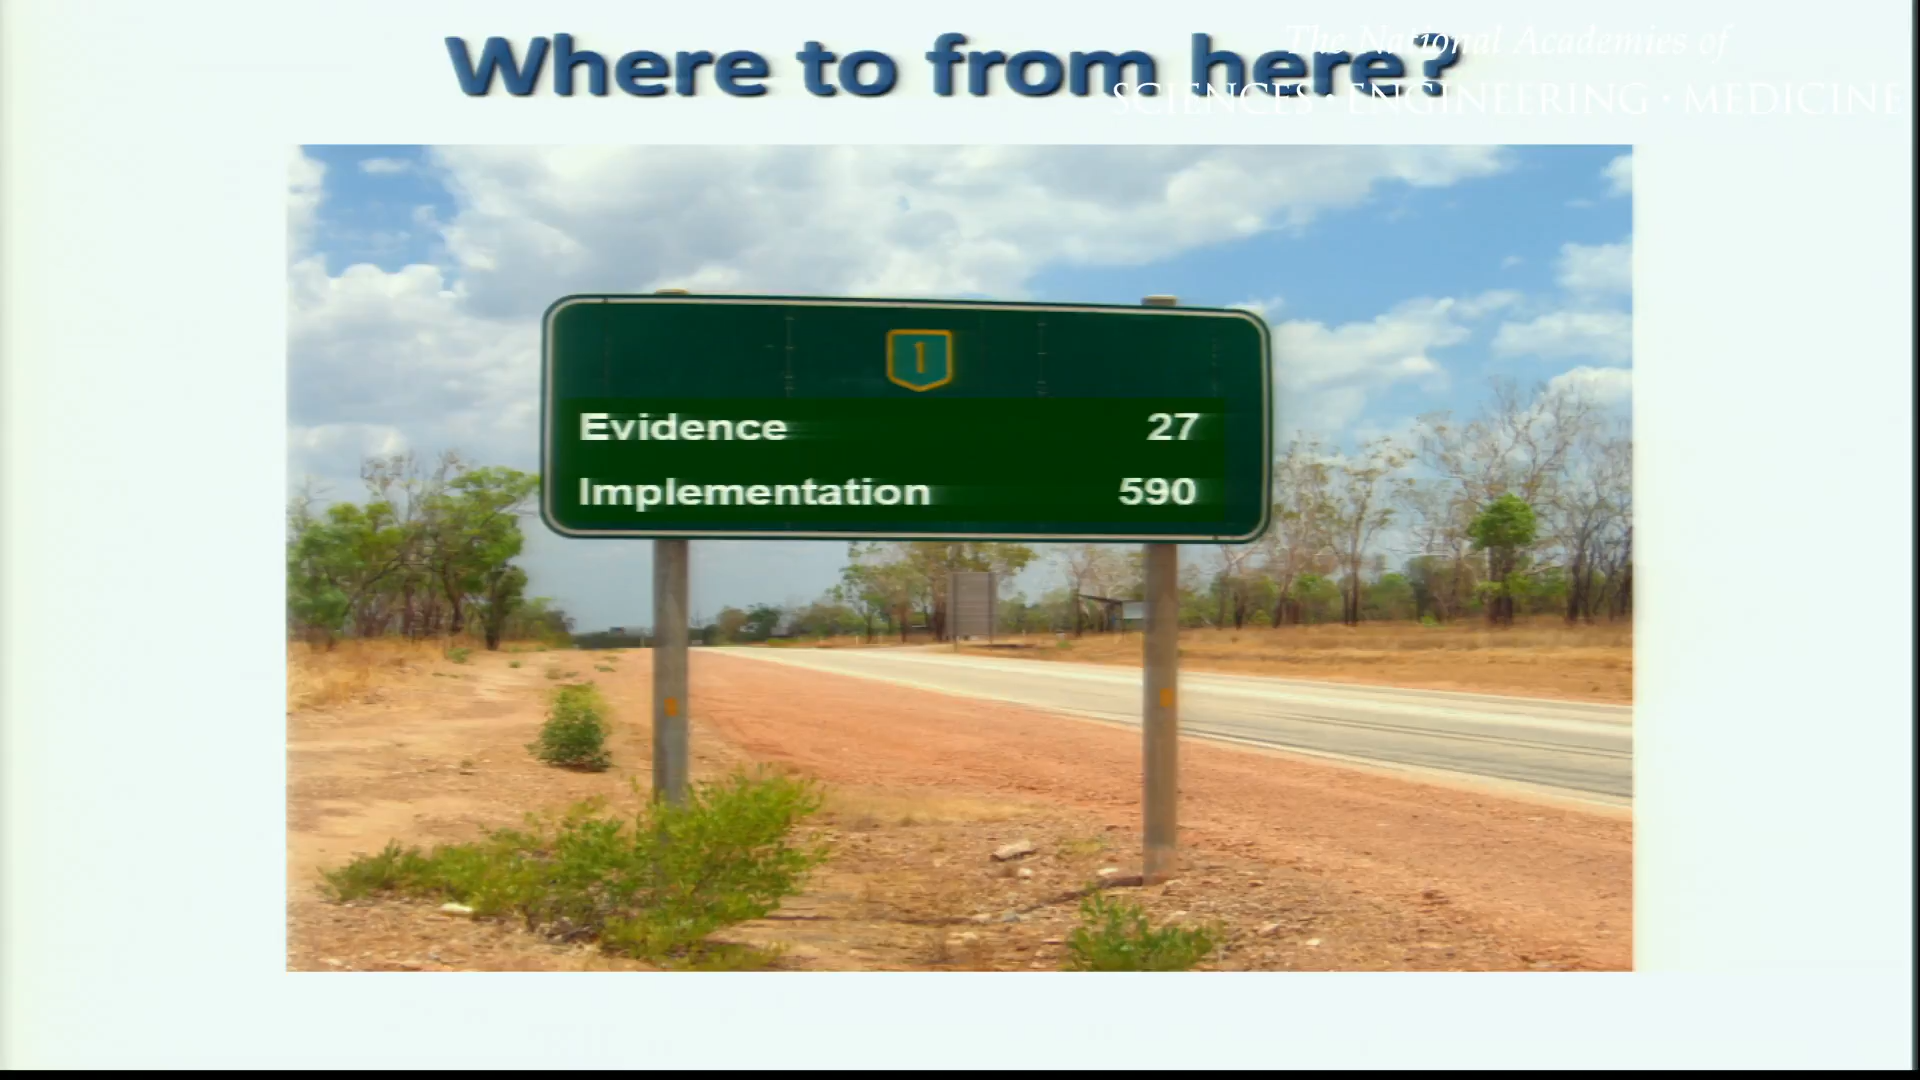 Where to from here?
The National Academies of
SCIENCES · ENGINEERING · MEDICINE
1
Evidence 27
Implementation 590